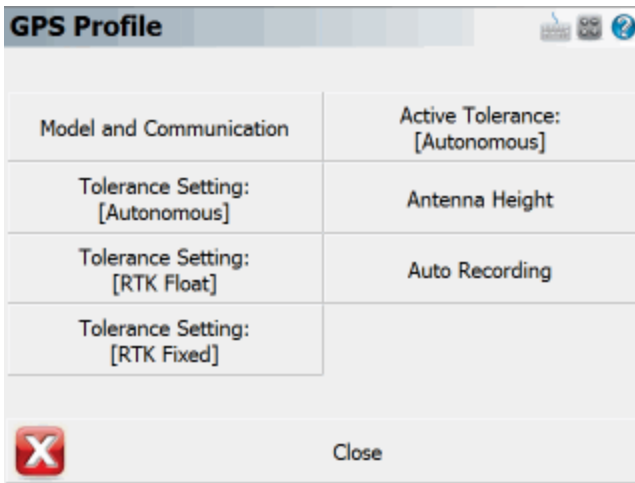 GPS Profile
Model and Communication
Active Tolerance:
[Autonomous]
Tolerance Setting:
[Autonomous]
Antenna Height
Tolerance Setting:
[RTK Float]
Auto Recording
Tolerance Setting:
[RTK Fixed]
Close